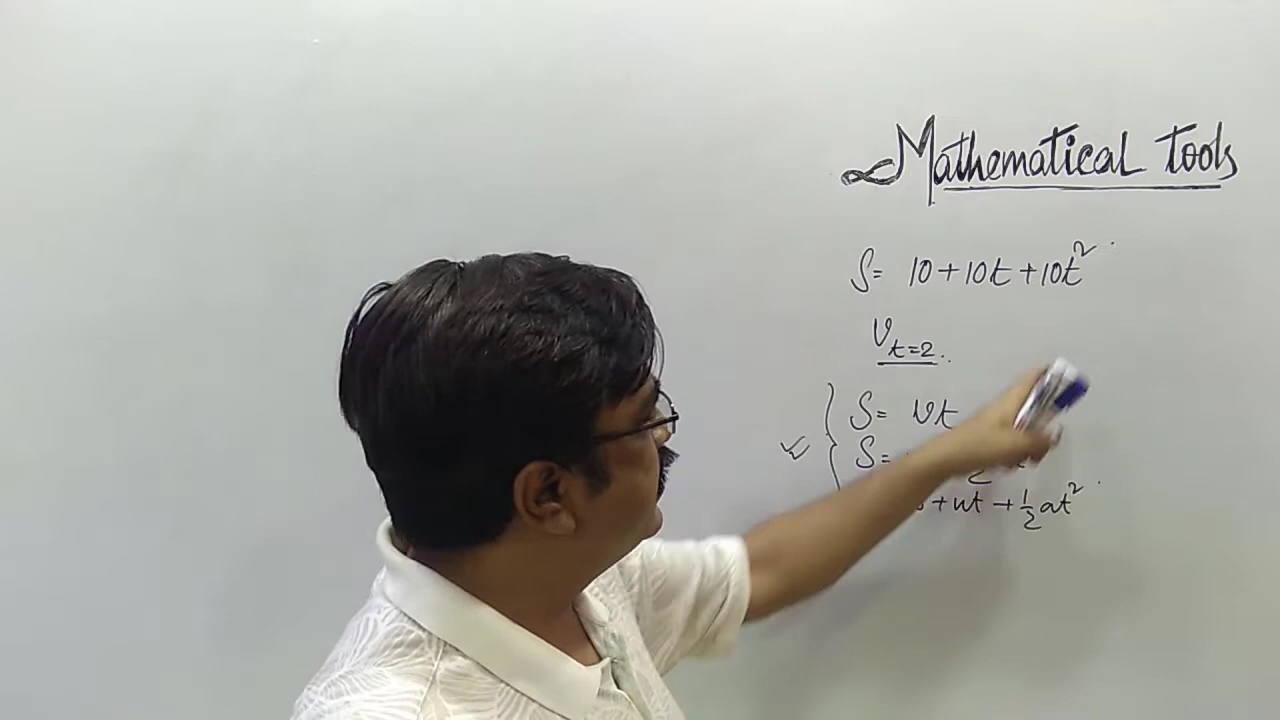 Mathematical Tools
S= 10+10t+10t²
V t=2
S= vt
S=
+ut+½at²